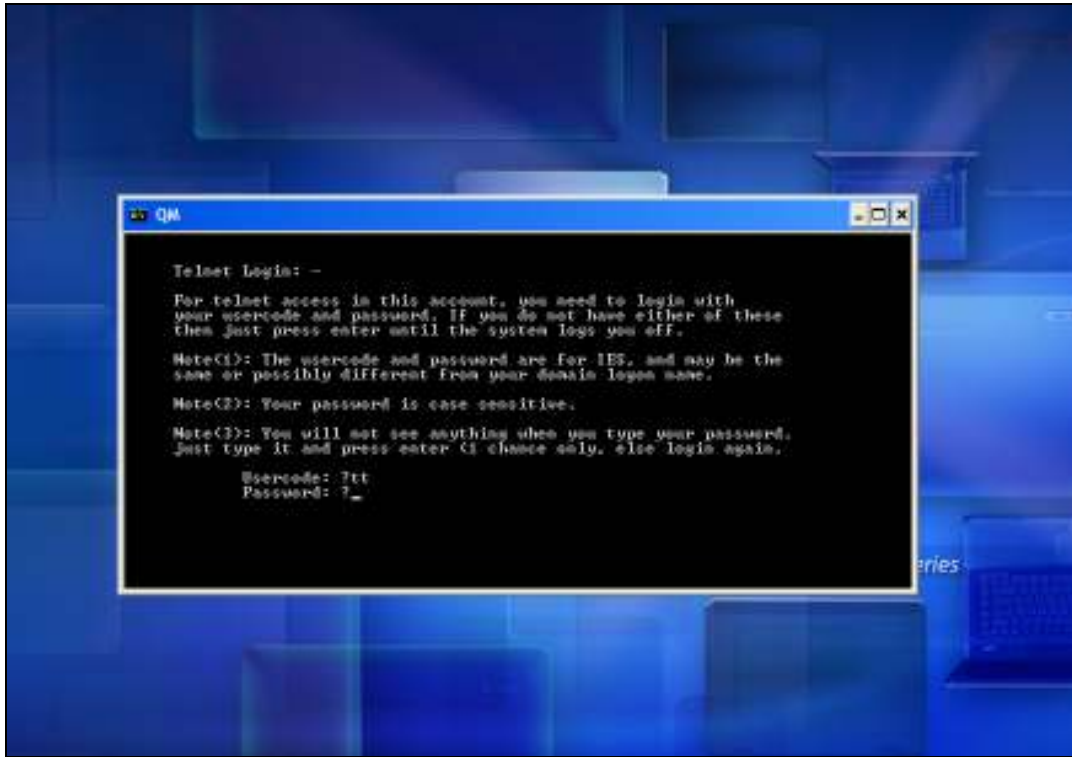 QM
Telnet Login: -
For telnet access in this account, you need to login with
your usercode and password. If you do not have either of these
then just press enter until the system logs you off.
Note(1): The usercode and password are for IES, and may be the
same or possibly different from your domain logon name.
Note(2): Your password is case sensitive.
Note(3): You will not see anything when you type your password.
just type it and press enter (1 chance only, else login again.
Usercode: ?tt
Password: ?_
eries